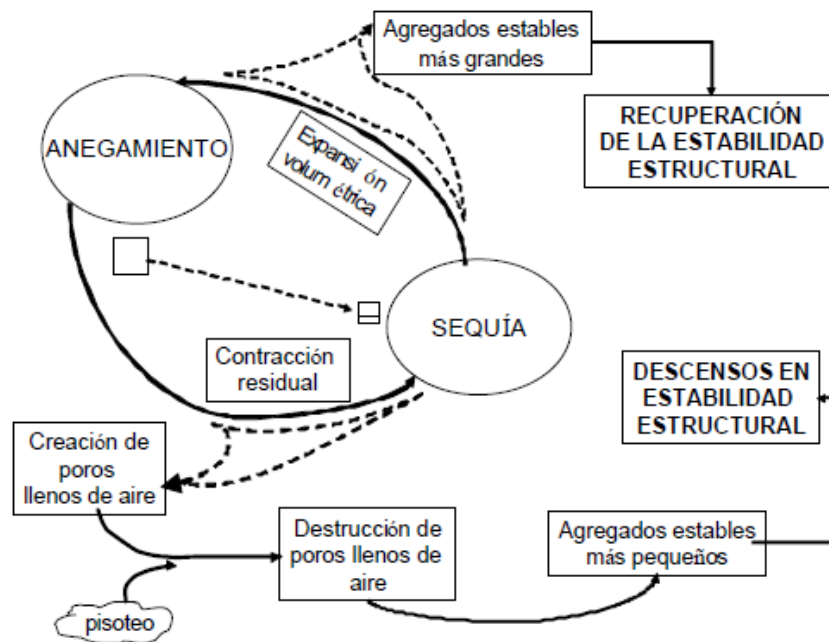 Agregados estables
más grandes
RECUPERACIÓN
DE LA ESTABILIDAD
ESTRUCTURAL
ANEGAMIENTO
Expansi ón
volum étrica
SEQUÍA
Contracción
residual
DESCENSOS EN
ESTABILIDAD
ESTRUCTURAL
Creación de
poros
llenos de aire
Destrucción de
poros llenos de
aire
Agregados estables
más pequeños
pisoteo